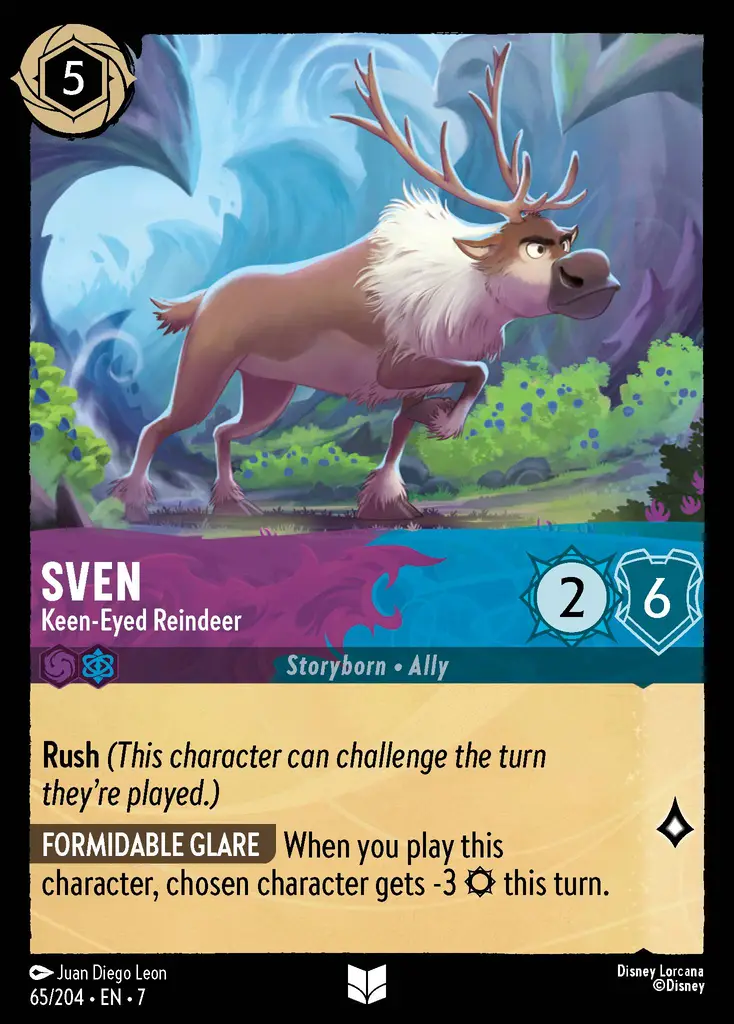 5
SVEN
Keen-Eyed Reindeer
2
6
Storyborn • Ally
Rush (This character can challenge the turn
they're played.)
FORMIDABLE GLARE When you play this
character, chosen character gets -3 this turn.
Juan Diego Leon
65/204 • EN • 7
Disney Lorcana
©Disney